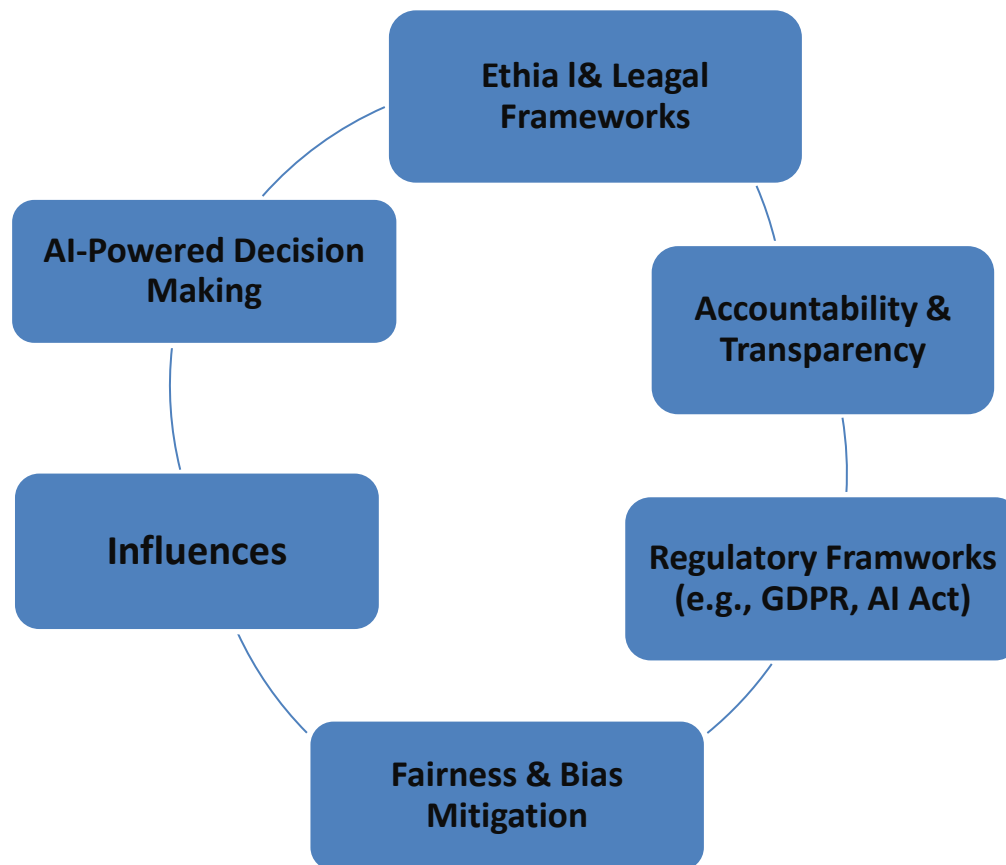 Ethia l& Leagal
Frameworks
Accountability &
Transparency
Regulatory Framworks
(e.g., GDPR, AI Act)
Fairness & Bias
Mitigation
Influences
AI-Powered Decision
Making